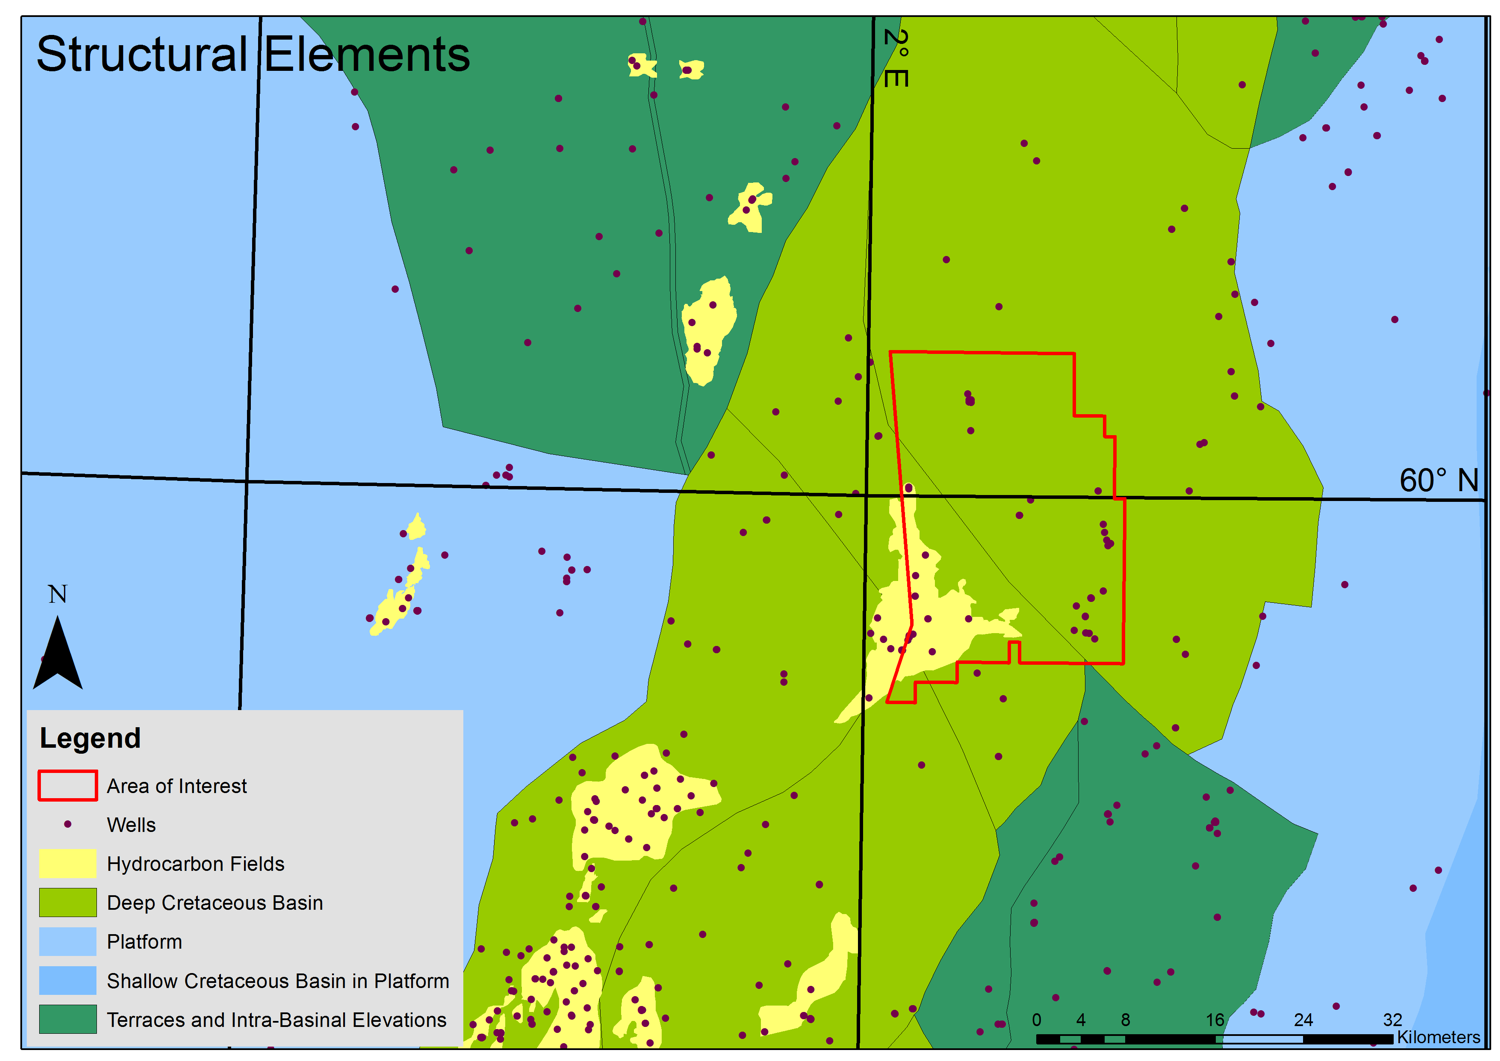 Structural Elements
2° E
60° N
N
Legend
Area of Interest
Wells
Hydrocarbon Fields
Deep Cretaceous Basin
Platform
Shallow Cretaceous Basin in Platform
Terraces and Intra-Basinal Elevations
0 4 8 16 24 32
Kilometers